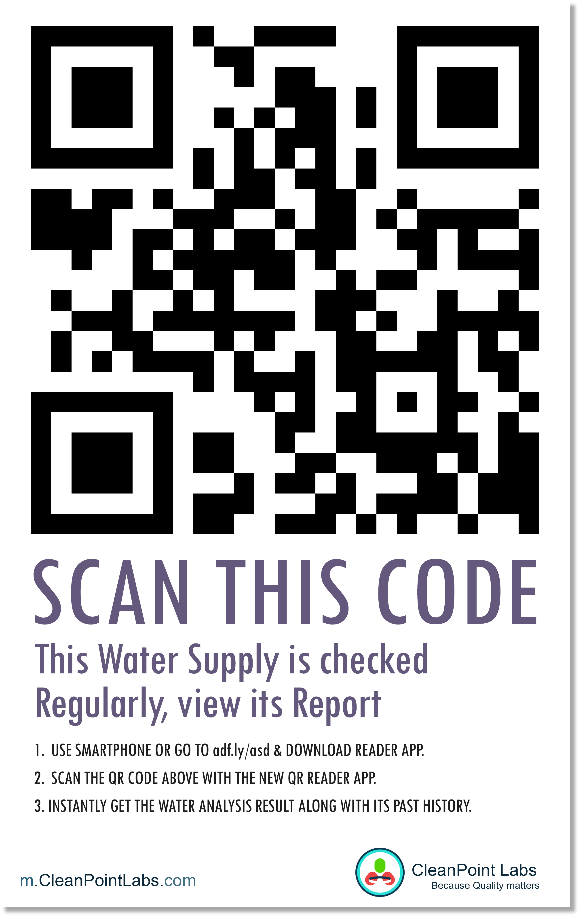 SCAN THIS CODE
This Water Supply is checked
Regularly, view its Report
1. USE SMARTPHONE OR GO TO adf.ly/asd & DOWNLOAD READER APP.
2. SCAN THE QR CODE ABOVE WITH THE NEW QR READER APP.
3. INSTANTLY GET THE WATER ANALYSIS RESULT ALONG WITH ITS PAST HISTORY.
m.CleanPointLabs.com
CleanPoint Labs
Because Quality matters